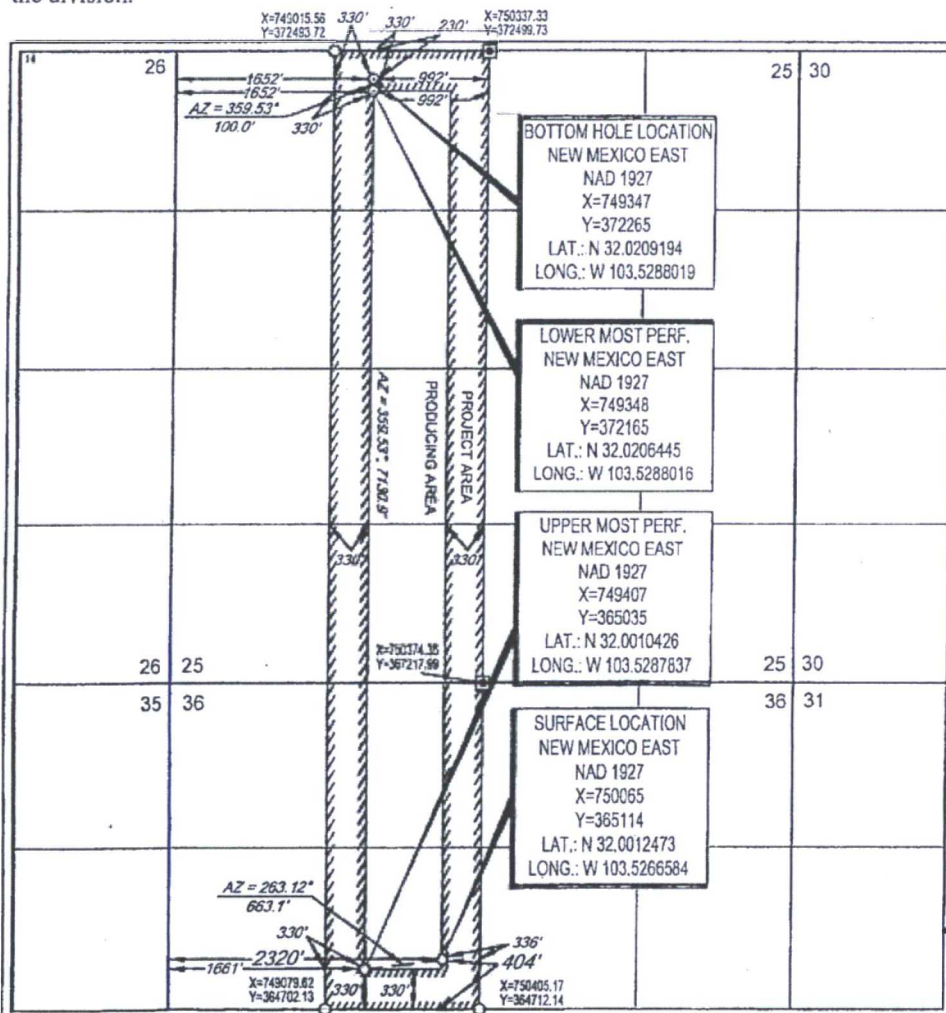 the division.
X=749015.56
Y=372493.72
330'
330'
230'
X=750337.33
Y=372499.73
14
26
25
30
1652'
992'
1652'
992'
AZ = 359.53°
100.0'
330'
BOTTOM HOLE LOCATION
NEW MEXICO EAST
NAD 1927
X=749347
Y=372265
LAT.: N 32.0209194
LONG.: W 103.5288019
LOWER MOST PERF.
NEW MEXICO EAST
NAD 1927
X=749348
Y=372165
LAT.: N 32.0206445
LONG.: W 103.5288016
AZ = 359.53°, 7130.9'
PRODUCING AREA
PROJECT AREA
330'
330'
UPPER MOST PERF.
NEW MEXICO EAST
NAD 1927
X=749407
Y=365035
LAT.: N 32.0010426
LONG.: W 103.5287837
X=750374.35
Y=367217.99
26
25
25
30
35
36
36
31
SURFACE LOCATION
NEW MEXICO EAST
NAD 1927
X=750065
Y=365114
LAT.: N 32.0012473
LONG.: W 103.5266584
AZ = 263.12°
663.1'
330'
2320'
336'
404'
1661'
X=749079.62
Y=364702.13
330'
330'
X=750405.17
Y=364712.14